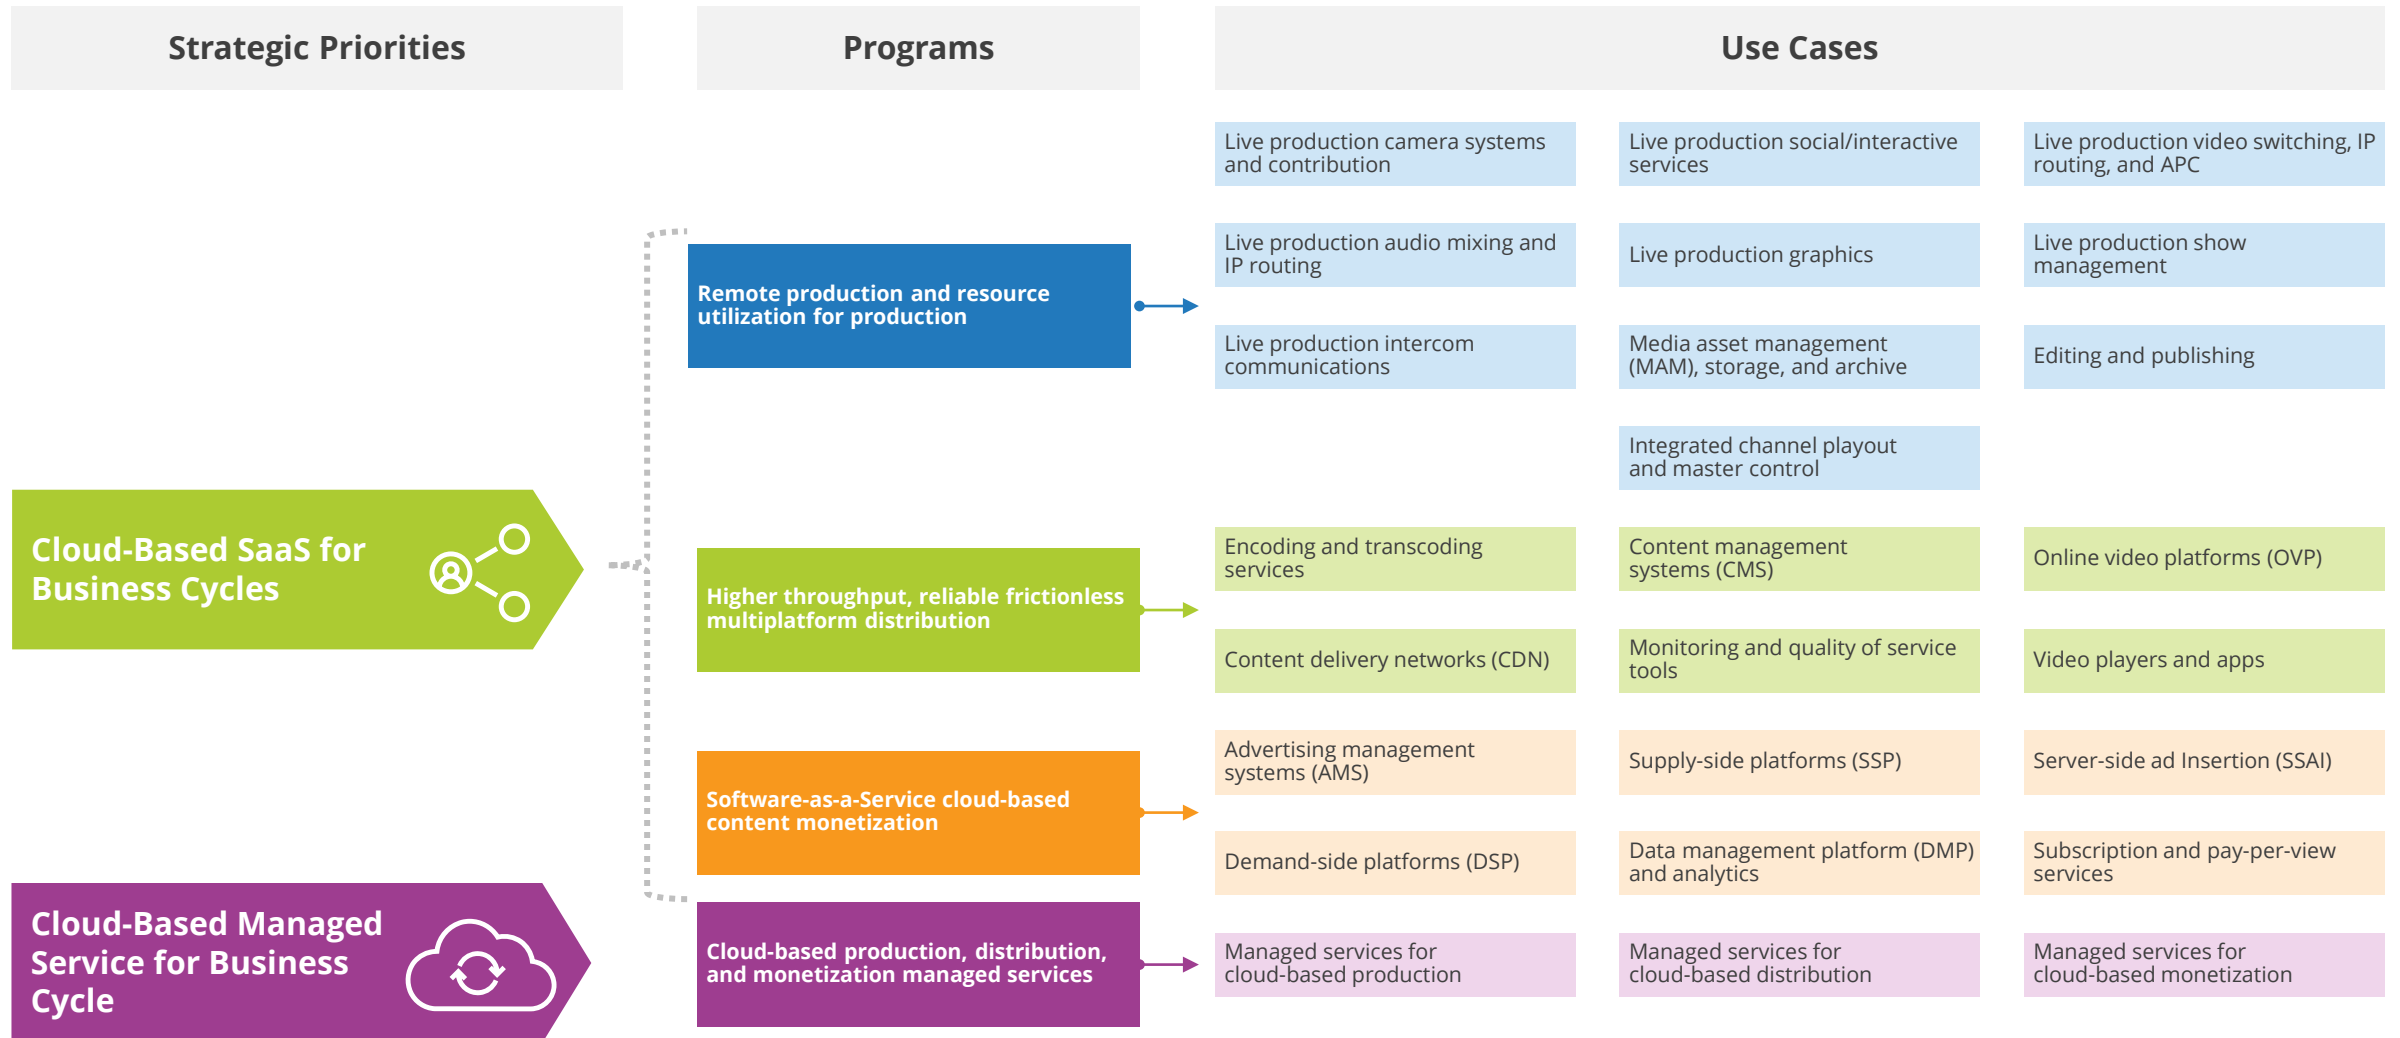 Strategic Priorities
Programs
Use Cases
Cloud-Based SaaS for
Business Cycles
Remote production and resource
utilization for production
Live production camera systems
and contribution
Live production social/interactive
services
Live production video switching, IP
routing, and APC
Live production audio mixing and
IP routing
Live production graphics
Live production show
management
Live production intercom
communications
Media asset management
(MAM), storage, and archive
Editing and publishing
Integrated channel playout
and master control
Higher throughput, reliable frictionless
multiplatform distribution
Encoding and transcoding
services
Content management
systems (CMS)
Online video platforms (OVP)
Content delivery networks (CDN)
Monitoring and quality of service
tools
Video players and apps
Software-as-a-Service cloud-based
content monetization
Advertising management
systems (AMS)
Supply-side platforms (SSP)
Server-side ad Insertion (SSAI)
Demand-side platforms (DSP)
Data management platform (DMP)
and analytics
Subscription and pay-per-view
services
Cloud-Based Managed
Service for Business
Cycle
Cloud-based production, distribution,
and monetization managed services
Managed services for
cloud-based production
Managed services for
cloud-based distribution
Managed services for
cloud-based monetization